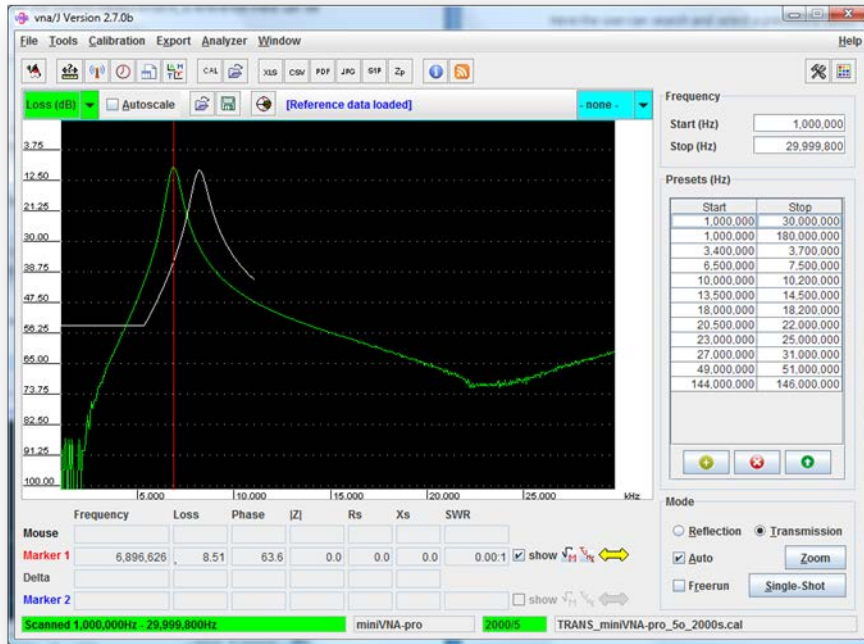 vna/J Version 2.7.0b
File Tools Calibration Export Analyzer Window Help
CAL XLS CSV PDF JPG S1P Zp
Loss (dB) Autoscale [Reference data loaded] - none -
3.75
12.50
21.25
30.00
38.75
47.50
56.25
65.00
73.75
82.50
91.25
100.00
5.000 10.000 15.000 20.000 25.000 kHz
Frequency
Start (Hz) 1,000,000
Stop (Hz) 29,999,800
Presets (Hz)
Start Stop
1,000,000 30,000,000
1,000,000 180,000,000
3,400,000 3,700,000
6,500,000 7,500,000
10,000,000 10,200,000
13,500,000 14,500,000
18,000,000 18,200,000
20,500,000 22,000,000
23,000,000 25,000,000
27,000,000 31,000,000
49,000,000 51,000,000
144,000,000 146,000,000
Frequency Loss Phase |Z| Rs Xs SWR
Mouse
Marker 1 6,896,626 8.51 63.6 0.0 0.0 0.0 0.00:1 show
Delta
Marker 2 show
Mode
Reflection Transmission
Auto Zoom
Freerun Single-Shot
Scanned 1,000,000Hz - 29,999,800Hz miniVNA-pro 2000/5 TRANS_miniVNA-pro_5o_2000s.cal